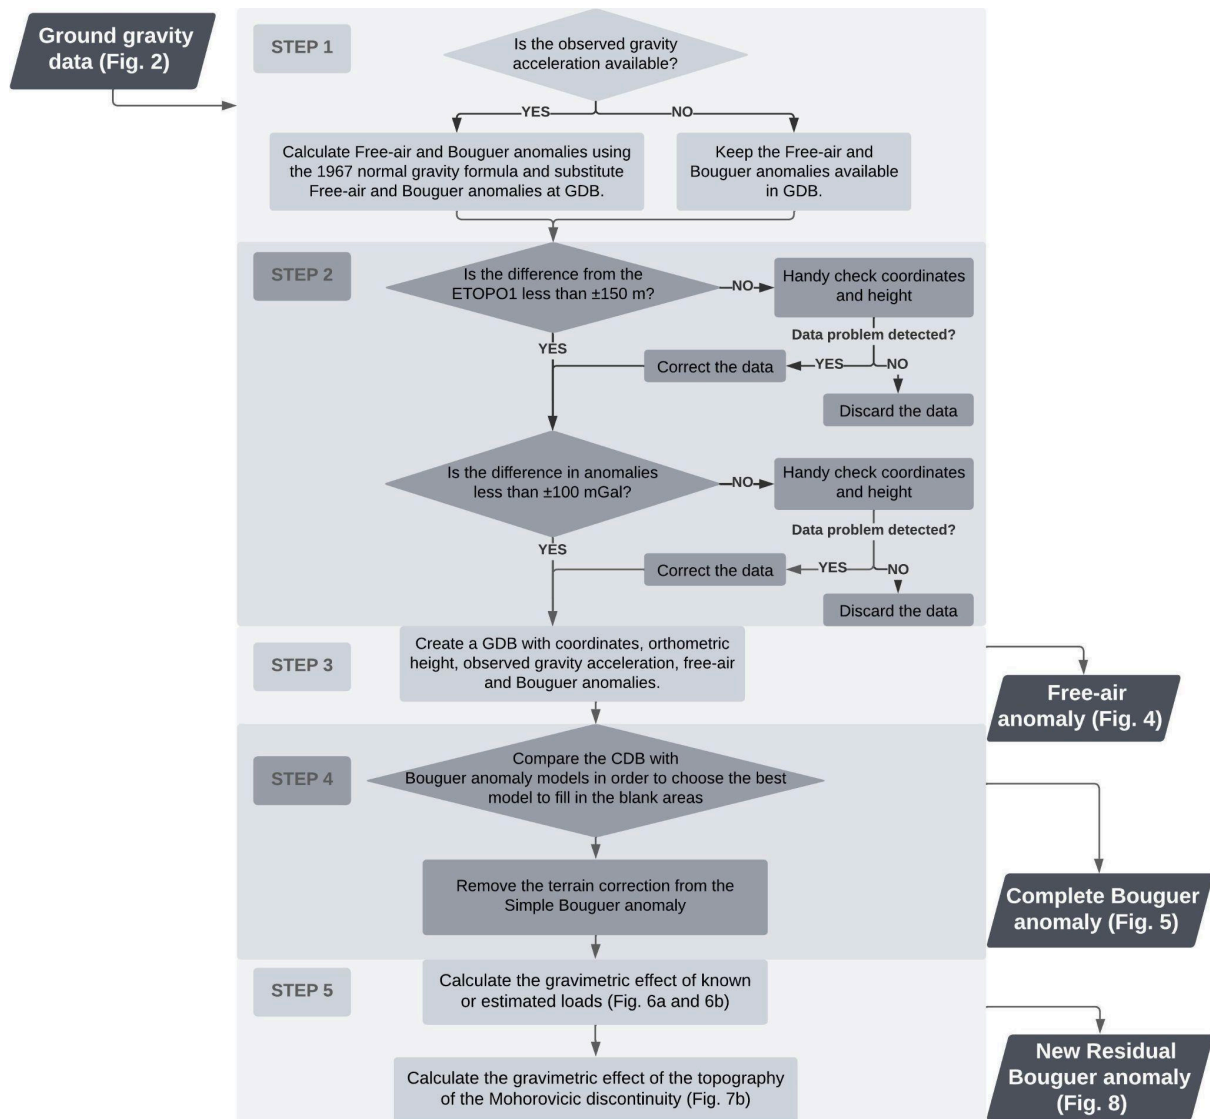 Ground gravity
data (Fig. 2)
STEP 1
Is the observed gravity
acceleration available?
YES
NO
Calculate Free-air and Bouguer anomalies using
the 1967 normal gravity formula and substitute
Free-air and Bouguer anomalies at GDB.
Keep the Free-air and
Bouguer anomalies available
in GDB.
STEP 2
Is the difference from the
ETOPO1 less than ±150 m?
NO
Handy check coordinates
and height
Data problem detected?
YES
Correct the data
YES
NO
Discard the data
Is the difference in anomalies
less than ±100 mGal?
NO
Handy check coordinates
and height
Data problem detected?
YES
Correct the data
YES
NO
Discard the data
STEP 3
Create a GDB with coordinates, orthometric
height, observed gravity acceleration, free-air
and Bouguer anomalies.
Free-air
anomaly (Fig. 4)
STEP 4
Compare the CDB with
Bouguer anomaly models in order to choose the best
model to fill in the blank areas
Remove the terrain correction from the
Simple Bouguer anomaly
Complete Bouguer
anomaly (Fig. 5)
STEP 5
Calculate the gravimetric effect of known
or estimated loads (Fig. 6a and 6b)
Calculate the gravimetric effect of the topography
of the Mohorovicic discontinuity (Fig. 7b)
New Residual
Bouguer anomaly
(Fig. 8)